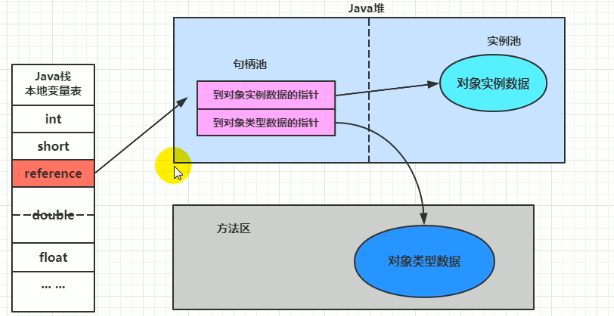 Java堆
Java栈
本地变量表
int
short
reference
double
float
... ...
句柄池
到对象实例数据的指针
到对象类型数据的指针
实例池
对象实例数据
方法区
对象类型数据